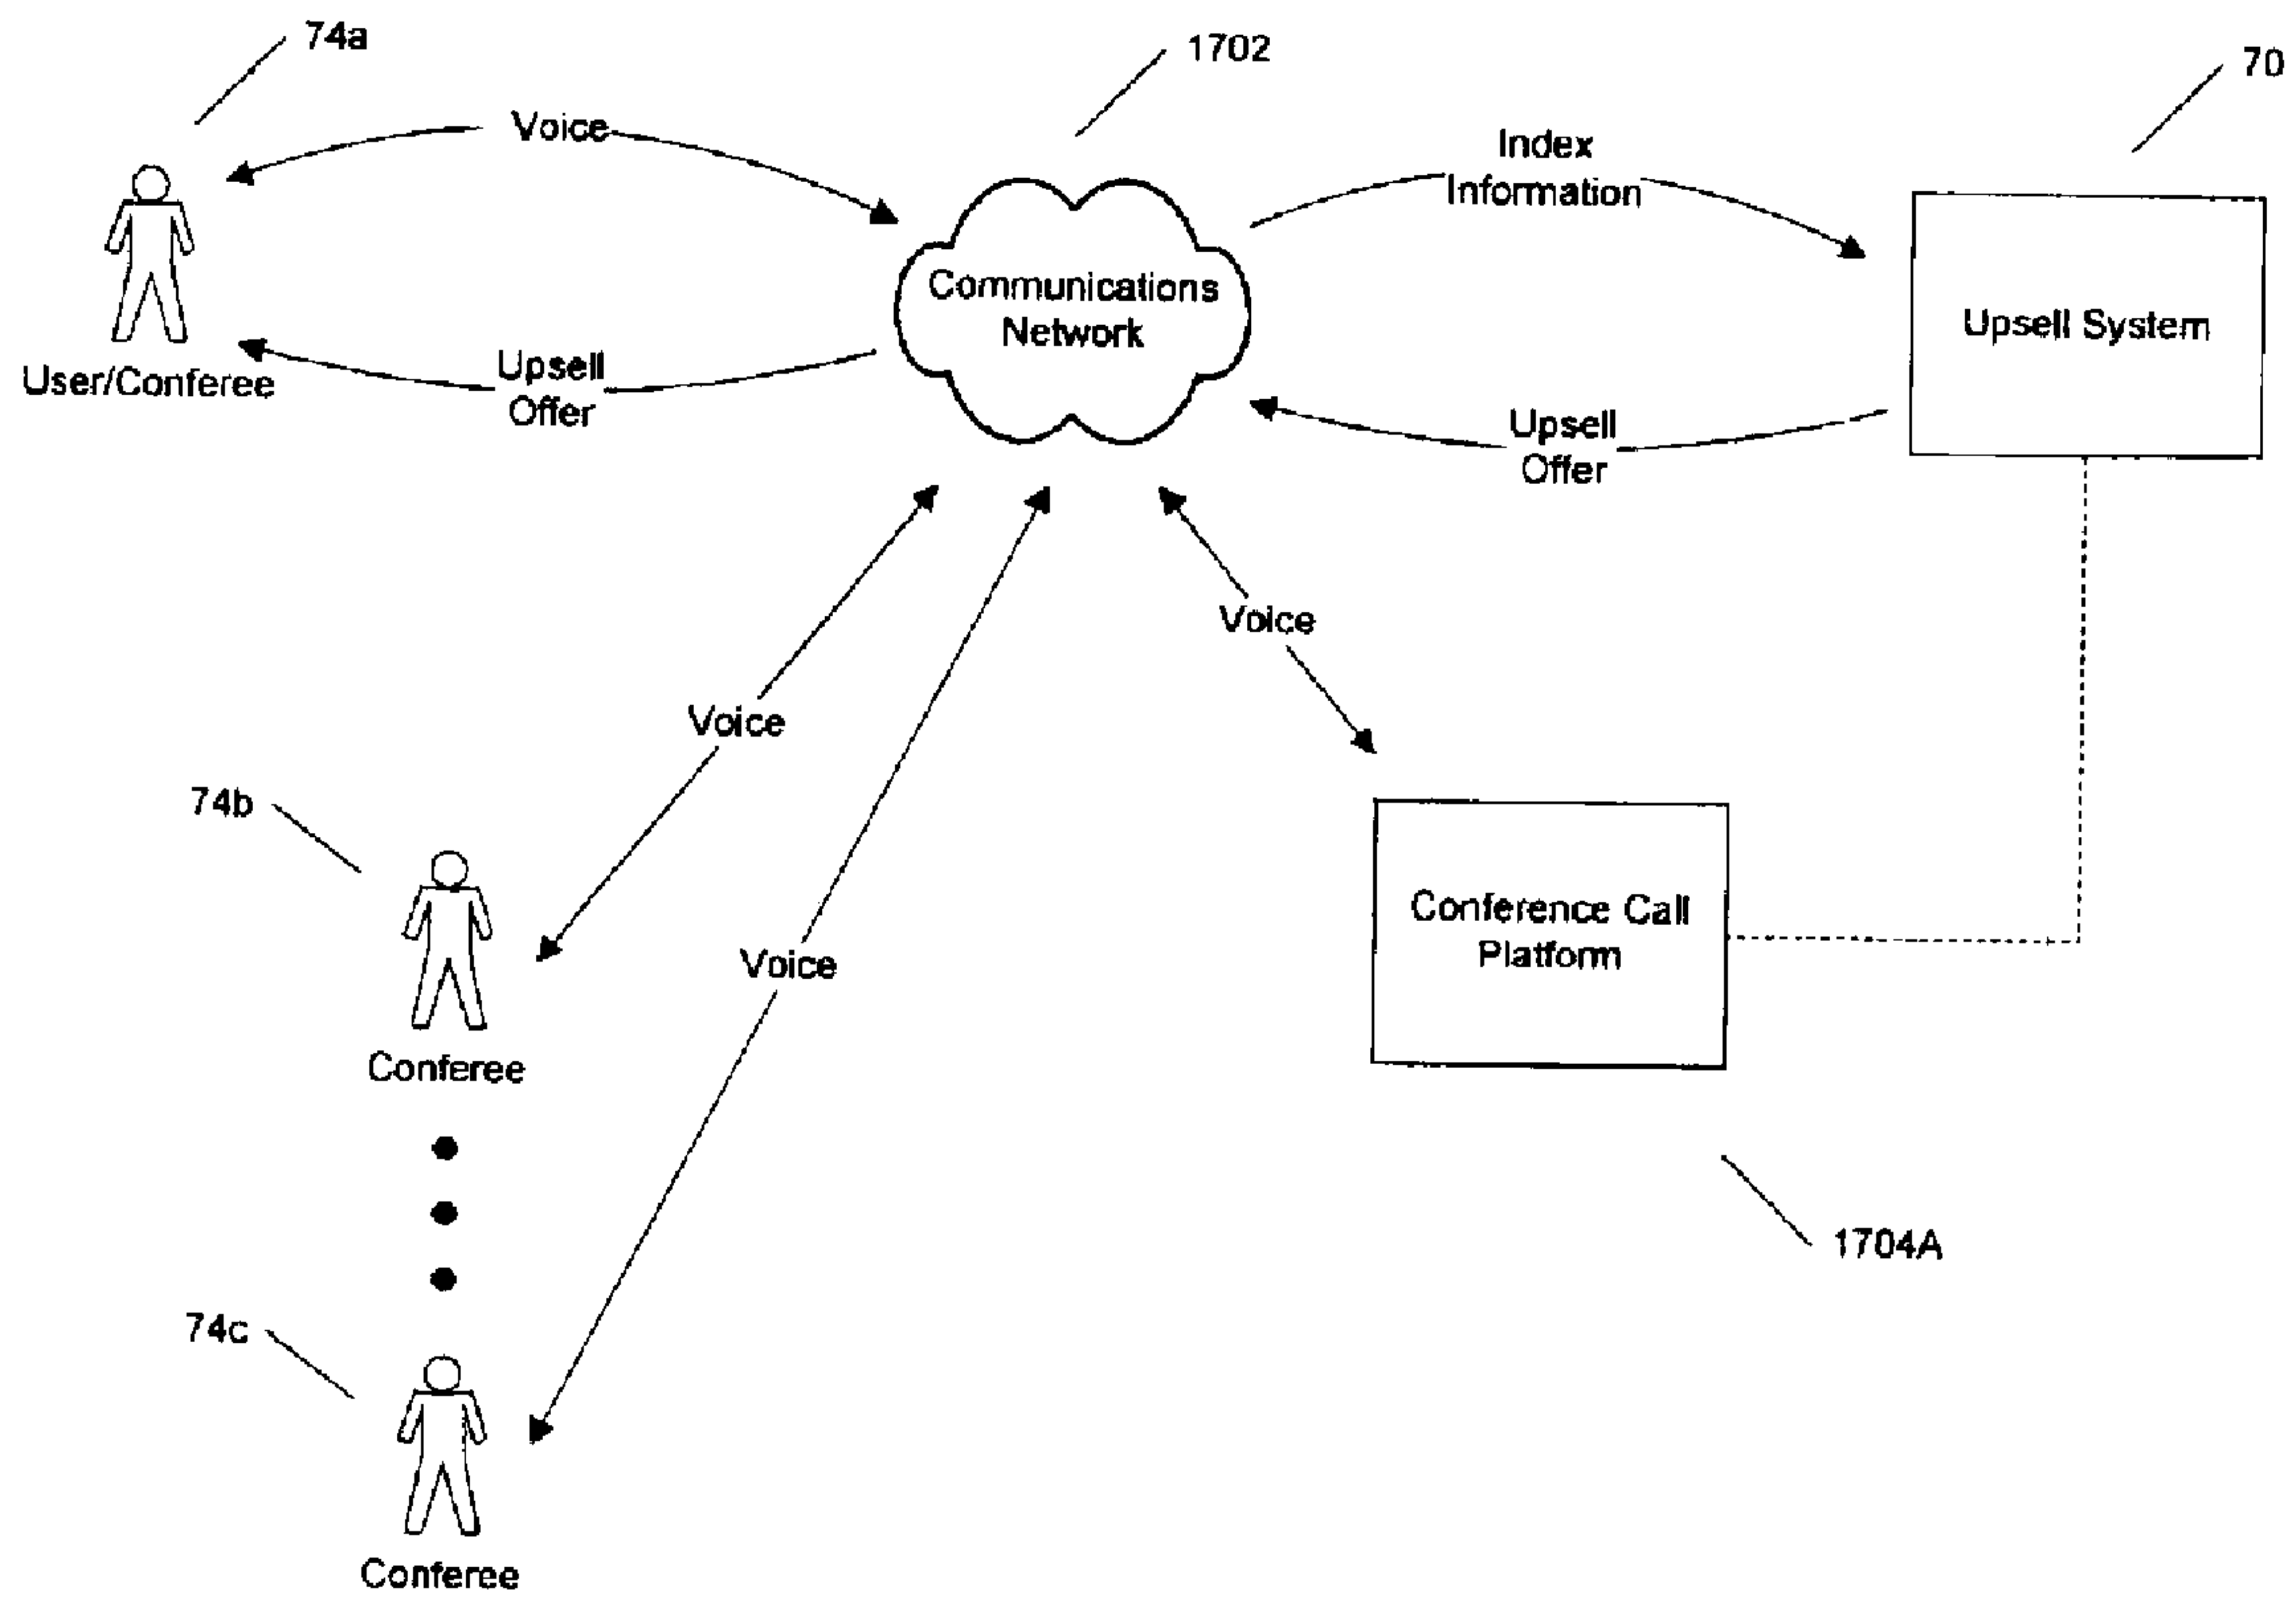 74a
1702
70
Voice
Index
Information
Communications
Network
Upsell System
User/Conferee
Upsell
Offer
Upsell
Offer
Voice
Voice
74b
Conference Call
Platform
Voice
Conferee
1704A
74c
Conferee